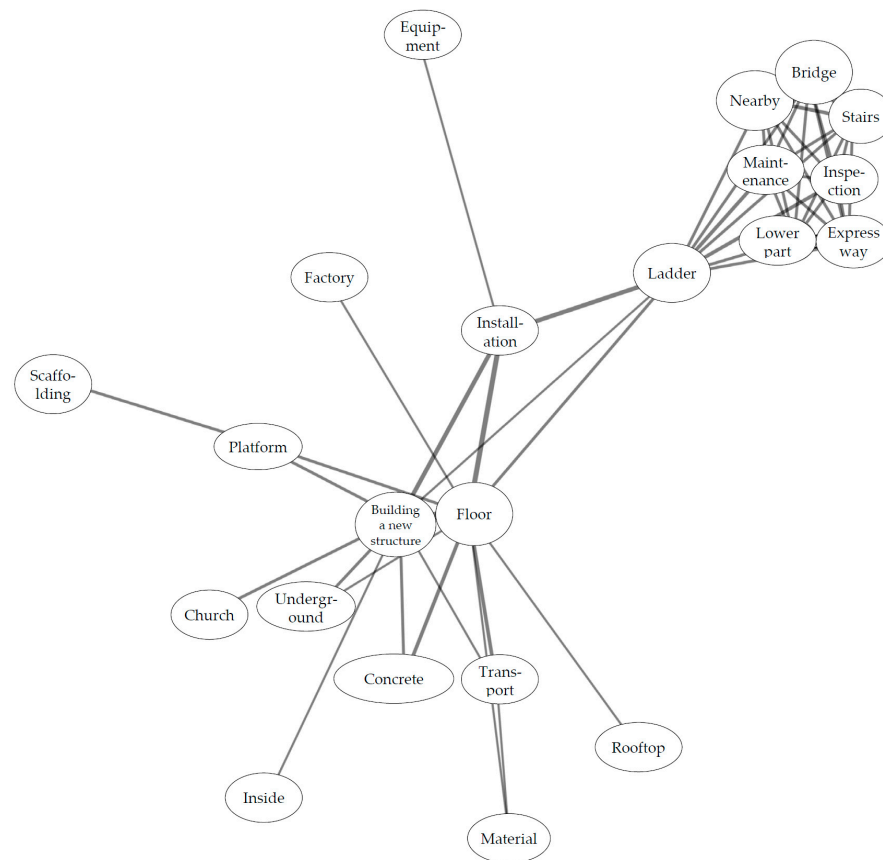 Equip-
ment
Bridge
Nearby
Stairs
Maint-
enance
Inspe-
ction
Lower
part
Express
way
Ladder
Factory
Install-
ation
Scaffo-
lding
Platform
Building
a new
structure
Floor
Church
Undergr-
ound
Concrete
Trans-
port
Rooftop
Inside
Material